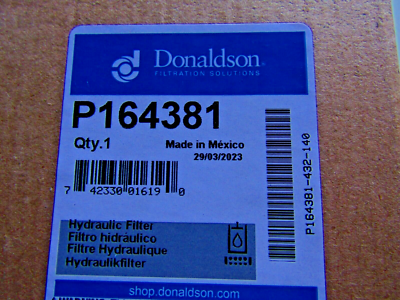 Donaldson®
FILTRATION SOLUTIONS
P164381
Qty.1
Made in México
29/03/2023
7 42330 01619 0
P164381-432-140
Hydraulic Filter
Filtro hidráulico
Filtre Hydraulique
Hydraulikfilter
shop.donaldson.com